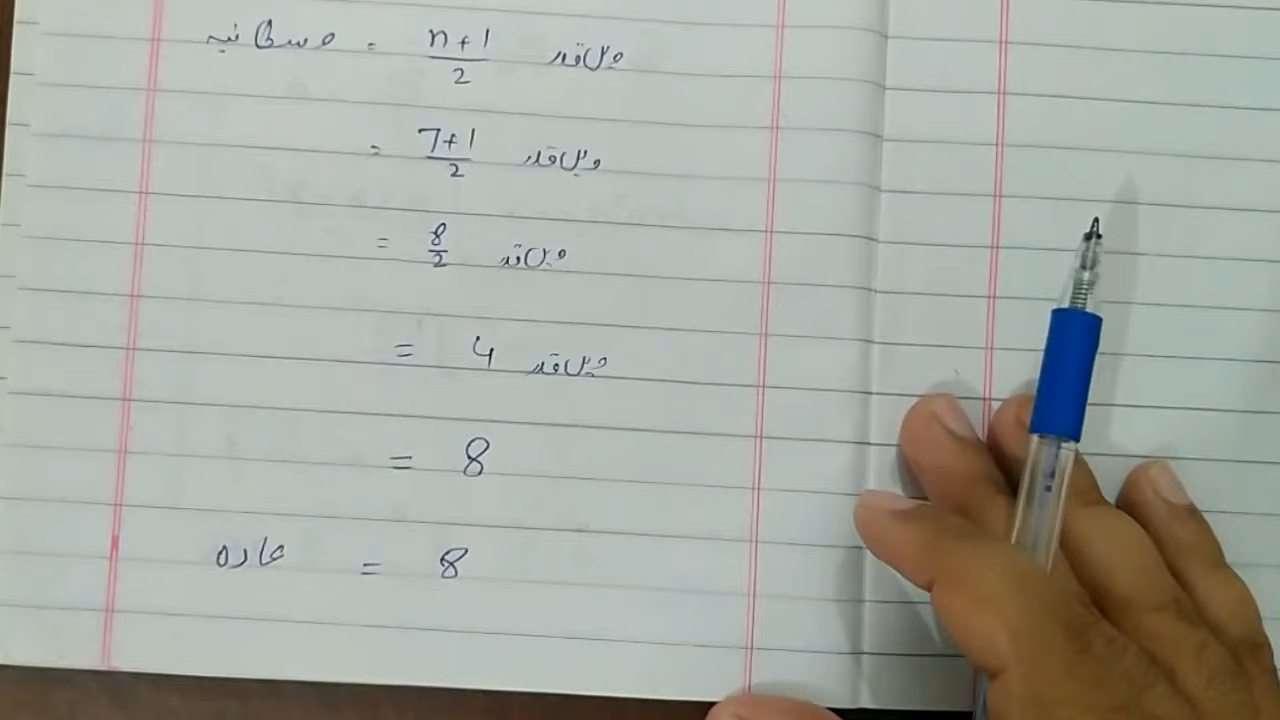 وسطانیہ = n+1/2 ویں قدر
= 7+1/2 ویں قدر
= 8/2 ویں قدر
= 4 ویں قدر
= 8
عادہ = 8